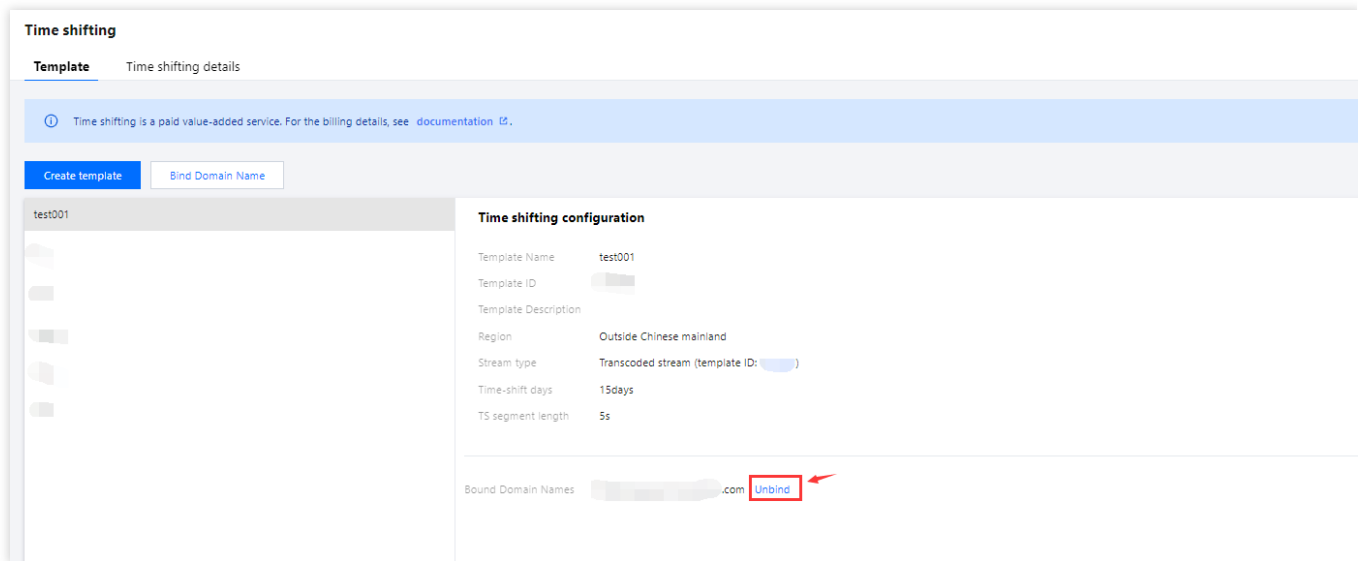 Time shifting
Template Time shifting details
Time shifting is a paid value-added service. For the billing details, see documentation .
Create template Bind Domain Name
test001
Time shifting configuration
Template Name test001
Template ID
Template Description
Region Outside Chinese mainland
Stream type Transcoded stream (template ID: )
Time-shift days 15days
TS segment length 5s
Bound Domain Names .com Unbind